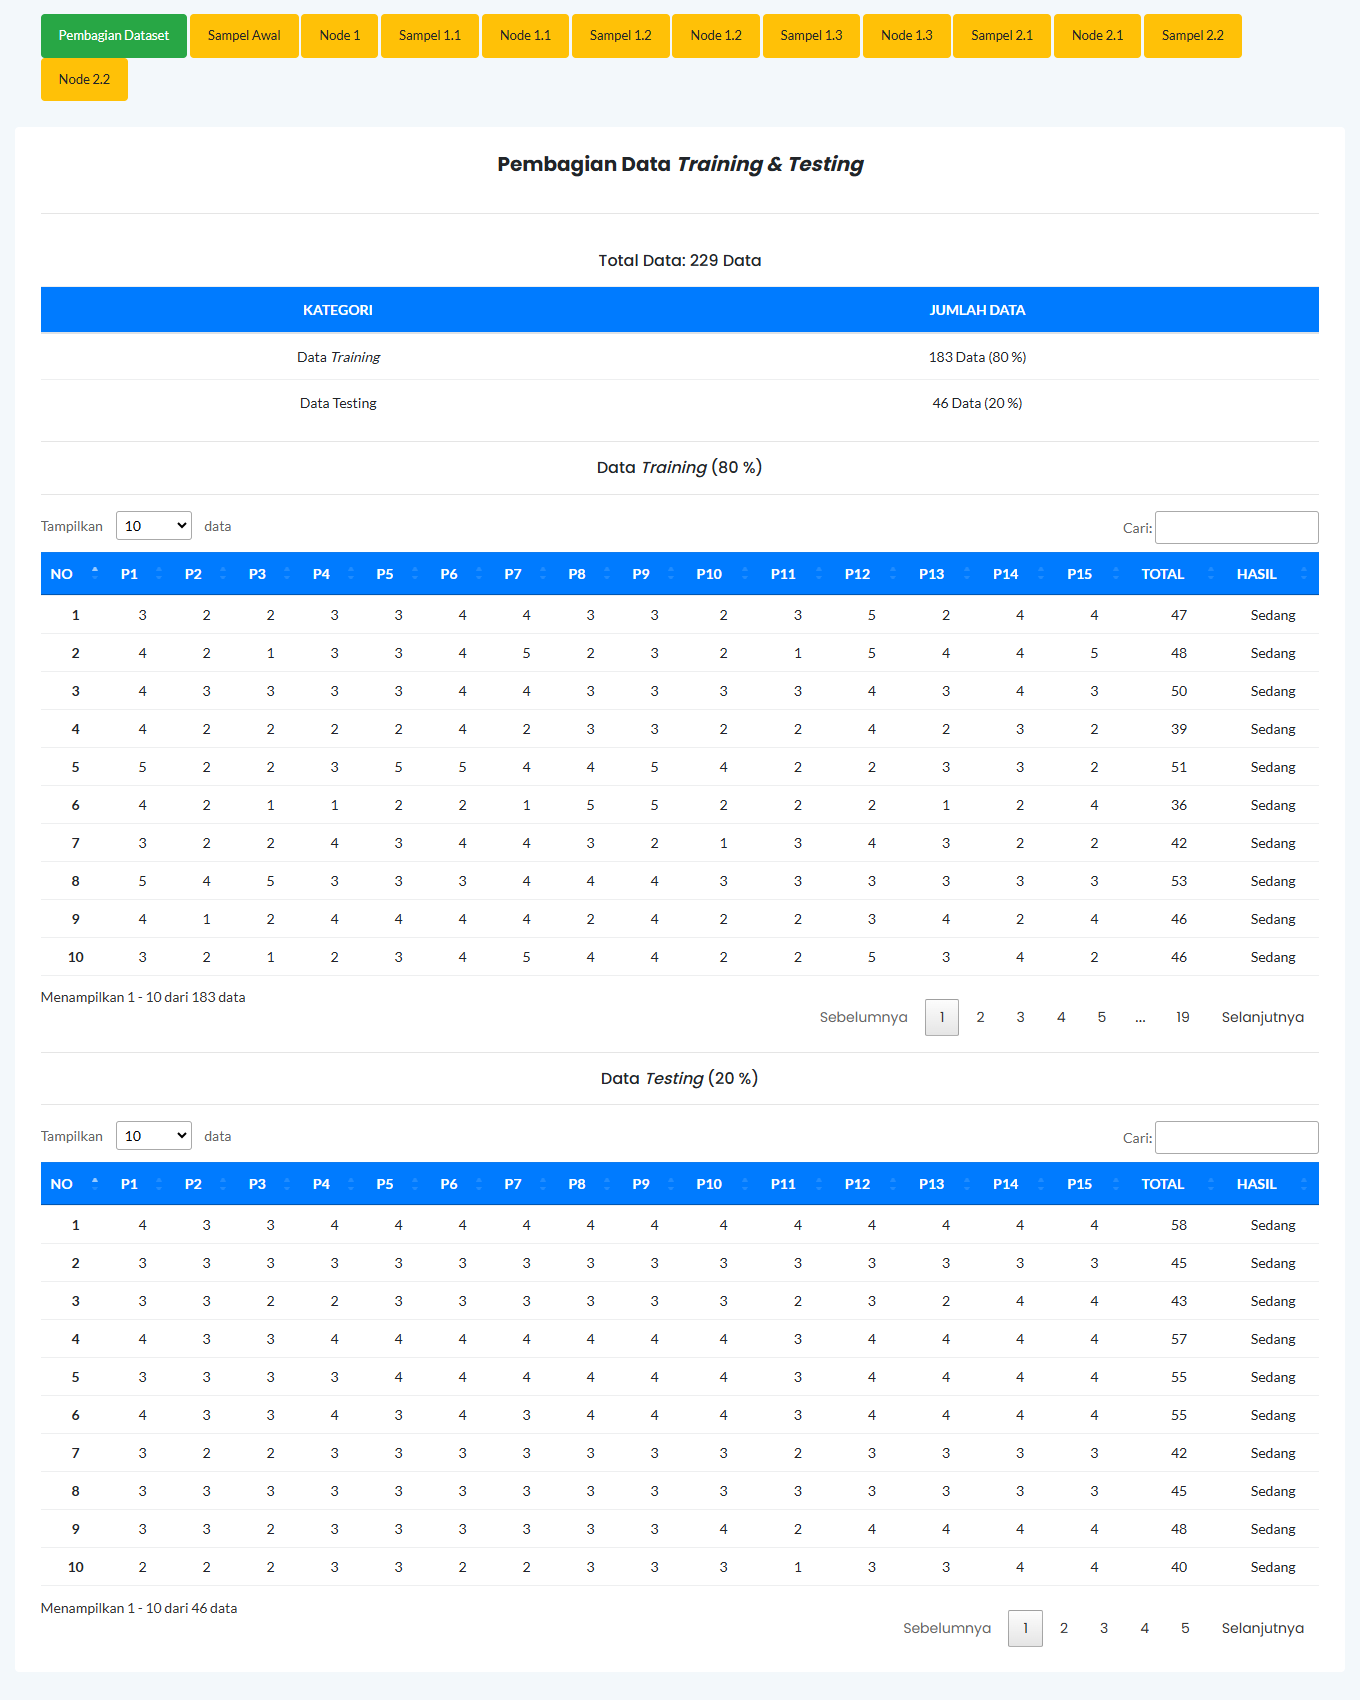 Pembagian Dataset Sampel Awal Node 1 Sampel 1.1 Node 1.1 Sampel 1.2 Node 1.2 Sampel 1.3 Node 1.3 Sampel 2.1 Node 2.1 Sampel 2.2
Node 2.2
Pembagian Data Training & Testing
Total Data: 229 Data
KATEGORI JUMLAH DATA
Data Training 183 Data (80 %)
Data Testing 46 Data (20 %)
Data Training (80 %)
Tampilkan 10 data Cari:
NO P1 P2 P3 P4 P5 P6 P7 P8 P9 P10 P11 P12 P13 P14 P15 TOTAL HASIL
1 3 2 2 3 3 4 4 3 3 2 3 5 2 4 4 47 Sedang
2 4 2 1 3 3 4 5 2 3 2 1 5 4 4 5 48 Sedang
3 4 3 3 3 3 4 4 3 3 3 3 4 3 4 3 50 Sedang
4 4 2 2 2 2 4 2 3 3 2 2 4 2 3 2 39 Sedang
5 5 2 2 3 5 5 4 4 5 4 2 2 3 3 2 51 Sedang
6 4 2 1 1 2 2 1 5 5 2 2 2 1 2 4 36 Sedang
7 3 2 2 4 3 4 4 3 2 1 3 4 3 2 2 42 Sedang
8 5 4 5 3 3 3 4 4 4 3 3 3 3 3 3 53 Sedang
9 4 1 2 4 4 4 4 2 4 2 2 3 4 2 4 46 Sedang
10 3 2 1 2 3 4 5 4 4 2 2 5 3 4 2 46 Sedang
Menampilkan 1 - 10 dari 183 data
Sebelumnya 1 2 3 4 5 ... 19 Selanjutnya
Data Testing (20 %)
Tampilkan 10 data Cari:
NO P1 P2 P3 P4 P5 P6 P7 P8 P9 P10 P11 P12 P13 P14 P15 TOTAL HASIL
1 4 3 3 4 4 4 4 4 4 4 4 4 4 4 4 58 Sedang
2 3 3 3 3 3 3 3 3 3 3 3 3 3 3 3 45 Sedang
3 3 3 2 2 3 3 3 3 3 3 2 3 2 4 4 43 Sedang
4 4 3 3 4 4 4 4 4 4 4 3 4 4 4 4 57 Sedang
5 3 3 3 3 4 4 4 4 4 4 3 4 4 4 4 55 Sedang
6 4 3 3 4 3 4 3 4 4 4 3 4 4 4 4 55 Sedang
7 3 2 2 3 3 3 3 3 3 3 2 3 3 3 3 42 Sedang
8 3 3 3 3 3 3 3 3 3 3 3 3 3 3 3 45 Sedang
9 3 3 2 3 3 3 3 3 3 4 2 4 4 4 4 48 Sedang
10 2 2 2 3 3 2 2 3 3 3 1 3 3 4 4 40 Sedang
Menampilkan 1 - 10 dari 46 data
Sebelumnya 1 2 3 4 5 Selanjutnya